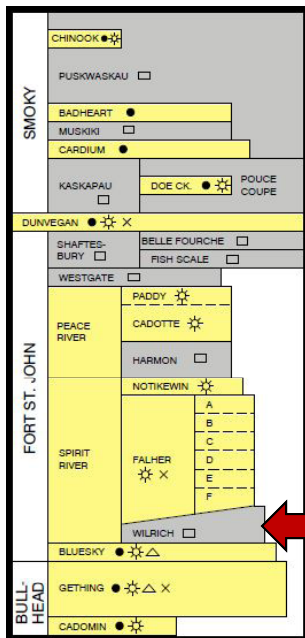 SMOKY
CHINOOK
PUSKWASKAU
BADHEART
MUSKIKI
CARDIUM
KASKAPAU
DOE CK.
POUCE
COUPE
DUNVEGAN
FORT ST. JOHN
SHAFTES-
BURY
BELLE FOURCHE
FISH SCALE
WESTGATE
PEACE
RIVER
PADDY
CADOTTE
HARMON
SPIRIT
RIVER
NOTIKEWIN
FALHER
A
B
C
D
E
F
WILRICH
BLUESKY
BULL-
HEAD
GETHING
CADOMIN